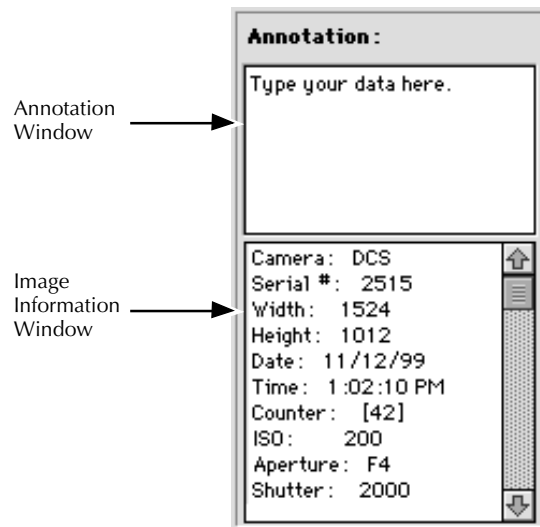 Annotation:
Type your data here.
Annotation
Window
Camera: DCS
Serial #: 2515
Width: 1524
Height: 1012
Date: 11/12/99
Time: 1:02:10 PM
Counter: [42]
ISO: 200
Aperture: F4
Shutter: 2000
Image
Information
Window